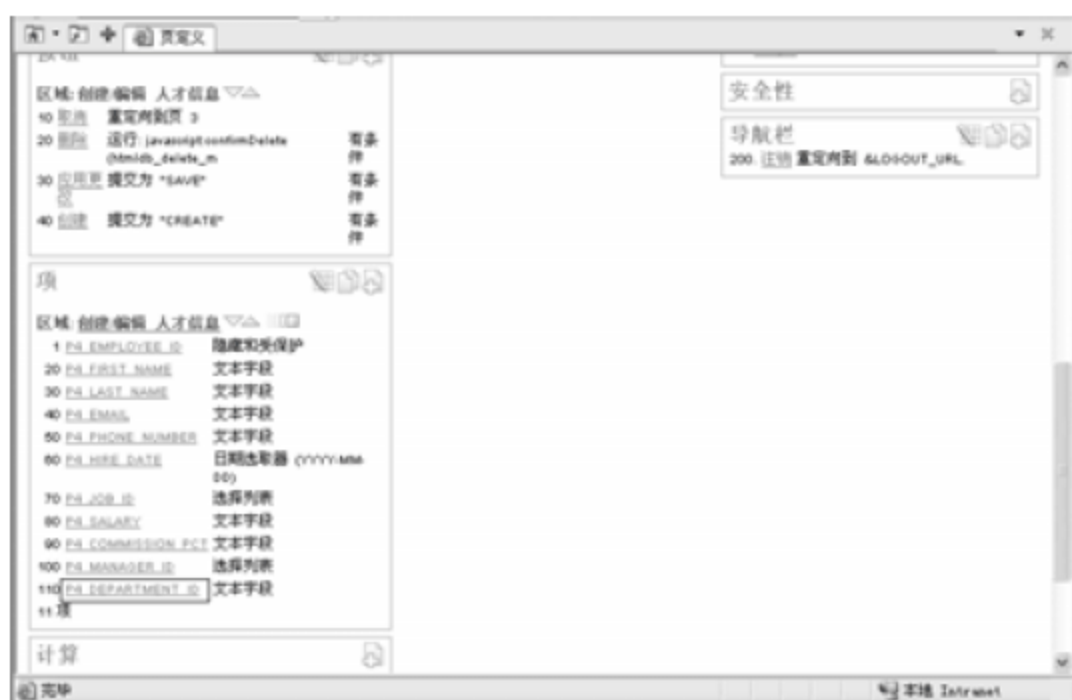 页定义
区域: 创建/编辑 人才信息
10 取消 重定向到页 3
20 删除 运行: javascript:confirmDelete 有条
(htmldb_delete_m 件
30 应用更 提交为 "SAVE" 有条
改 件
40 创建 提交为 "CREATE" 有条
件
项
区域: 创建/编辑 人才信息
1 P4_EMPLOYEE_ID 隐藏和受保护
20 P4_FIRST_NAME 文本字段
30 P4_LAST_NAME 文本字段
40 P4_EMAIL 文本字段
50 P4_PHONE_NUMBER 文本字段
60 P4_HIRE_DATE 日期选取器 (YYYY-MM-
DD)
70 P4_JOB_ID 选择列表
80 P4_SALARY 文本字段
90 P4_COMMISSION_PCT 文本字段
100 P4_MANAGER_ID 选择列表
110 P4_DEPARTMENT_ID 文本字段
11 项
计算
安全性
导航栏
200. 注销 重定向到 &LOGOUT_URL.
完毕
本地 Intranet